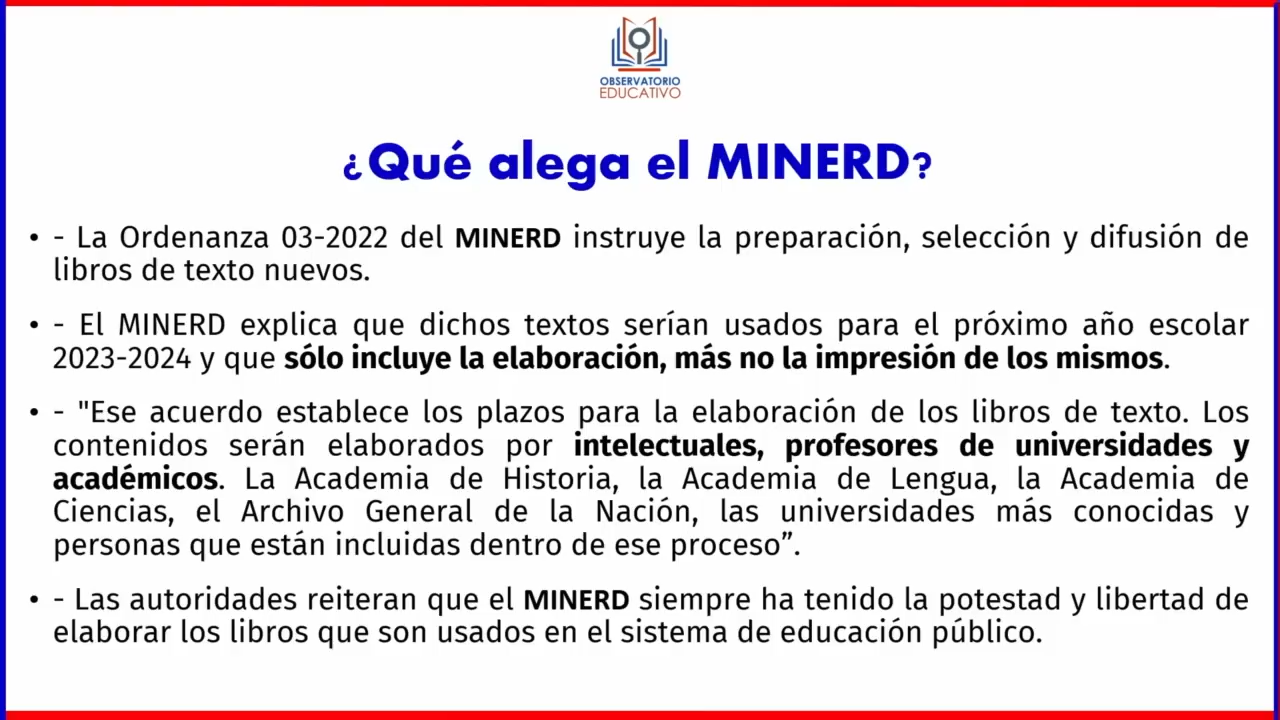 OBSERVATORIO
EDUCATIVO
¿Qué alega el MINERD?
• - La Ordenanza 03-2022 del MINERD instruye la preparación, selección y difusión de
libros de texto nuevos.
• - El MINERD explica que dichos textos serían usados para el próximo año escolar
2023-2024 y que sólo incluye la elaboración, más no la impresión de los mismos.
• - "Ese acuerdo establece los plazos para la elaboración de los libros de texto. Los
contenidos serán elaborados por intelectuales, profesores de universidades y
académicos. La Academia de Historia, la Academia de Lengua, la Academia de
Ciencias, el Archivo General de la Nación, las universidades más conocidas y
personas que están incluidas dentro de ese proceso”.
• - Las autoridades reiteran que el MINERD siempre ha tenido la potestad y libertad de
elaborar los libros que son usados en el sistema de educación público.